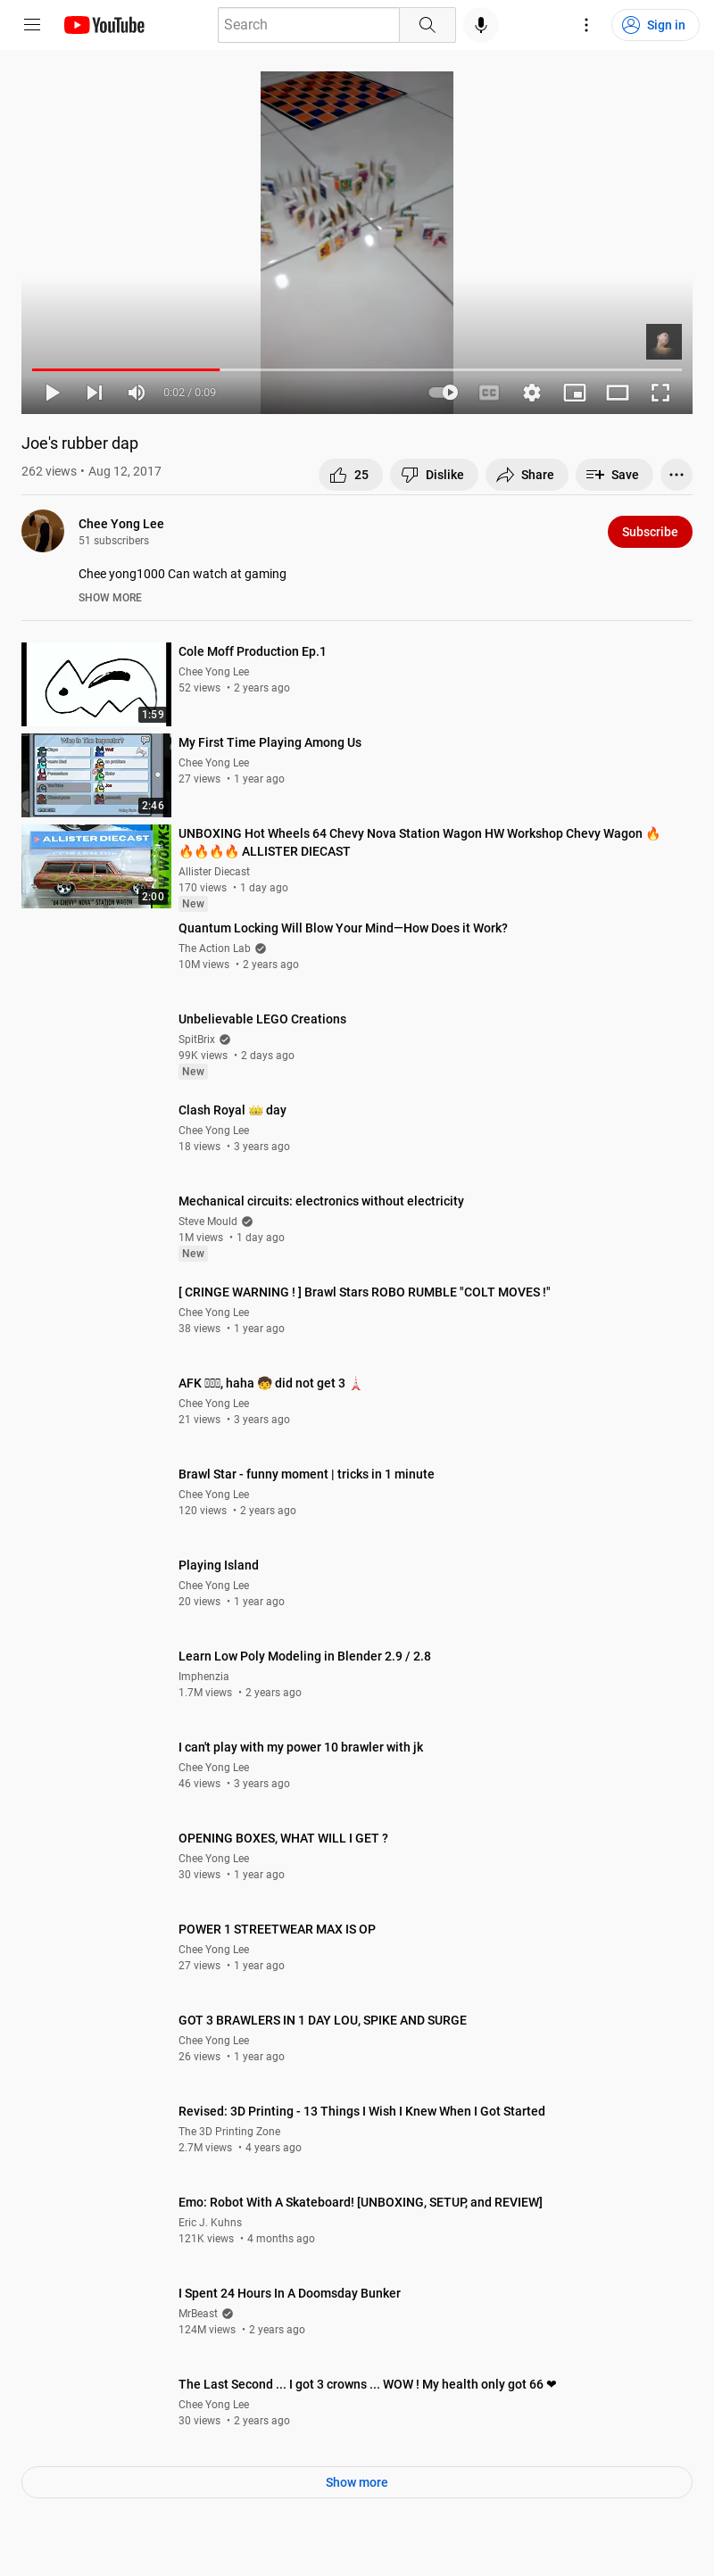 YouTube
Search
Sign in
0:02 / 0:09
CC
Joe's rubber dap
262 views • Aug 12, 2017
25
Dislike
Share
Save
Chee Yong Lee
51 subscribers
Subscribe
Chee yong1000 Can watch at gaming
SHOW MORE
1:59
Cole Moff Production Ep.1
Chee Yong Lee
52 views • 2 years ago
Who Is The Impostor?
2:46
My First Time Playing Among Us
Chee Yong Lee
27 views • 1 year ago
ALLISTER DIECAST
'64 CHEVY NOVA STATION WAGON
2:00
UNBOXING Hot Wheels 64 Chevy Nova Station Wagon HW Workshop Chevy Wagon 🔥
🔥🔥🔥🔥 ALLISTER DIECAST
Allister Diecast
170 views • 1 day ago
New
Quantum Locking Will Blow Your Mind—How Does it Work?
The Action Lab
10M views • 2 years ago
Unbelievable LEGO Creations
SpitBrix
99K views • 2 days ago
New
Clash Royal 👑 day
Chee Yong Lee
18 views • 3 years ago
Mechanical circuits: electronics without electricity
Steve Mould
1M views • 1 day ago
New
[ CRINGE WARNING ! ] Brawl Stars ROBO RUMBLE "COLT MOVES !"
Chee Yong Lee
38 views • 1 year ago
AFK , haha 🧒 did not get 3 🗼
Chee Yong Lee
21 views • 3 years ago
Brawl Star - funny moment | tricks in 1 minute
Chee Yong Lee
120 views • 2 years ago
Playing Island
Chee Yong Lee
20 views • 1 year ago
Learn Low Poly Modeling in Blender 2.9 / 2.8
Imphenzia
1.7M views • 2 years ago
I can't play with my power 10 brawler with jk
Chee Yong Lee
46 views • 3 years ago
OPENING BOXES, WHAT WILL I GET ?
Chee Yong Lee
30 views • 1 year ago
POWER 1 STREETWEAR MAX IS OP
Chee Yong Lee
27 views • 1 year ago
GOT 3 BRAWLERS IN 1 DAY LOU, SPIKE AND SURGE
Chee Yong Lee
26 views • 1 year ago
Revised: 3D Printing - 13 Things I Wish I Knew When I Got Started
The 3D Printing Zone
2.7M views • 4 years ago
Emo: Robot With A Skateboard! [UNBOXING, SETUP, and REVIEW]
Eric J. Kuhns
121K views • 4 months ago
I Spent 24 Hours In A Doomsday Bunker
MrBeast
124M views • 2 years ago
The Last Second ... I got 3 crowns ... WOW ! My health only got 66 ❤
Chee Yong Lee
30 views • 2 years ago
Show more